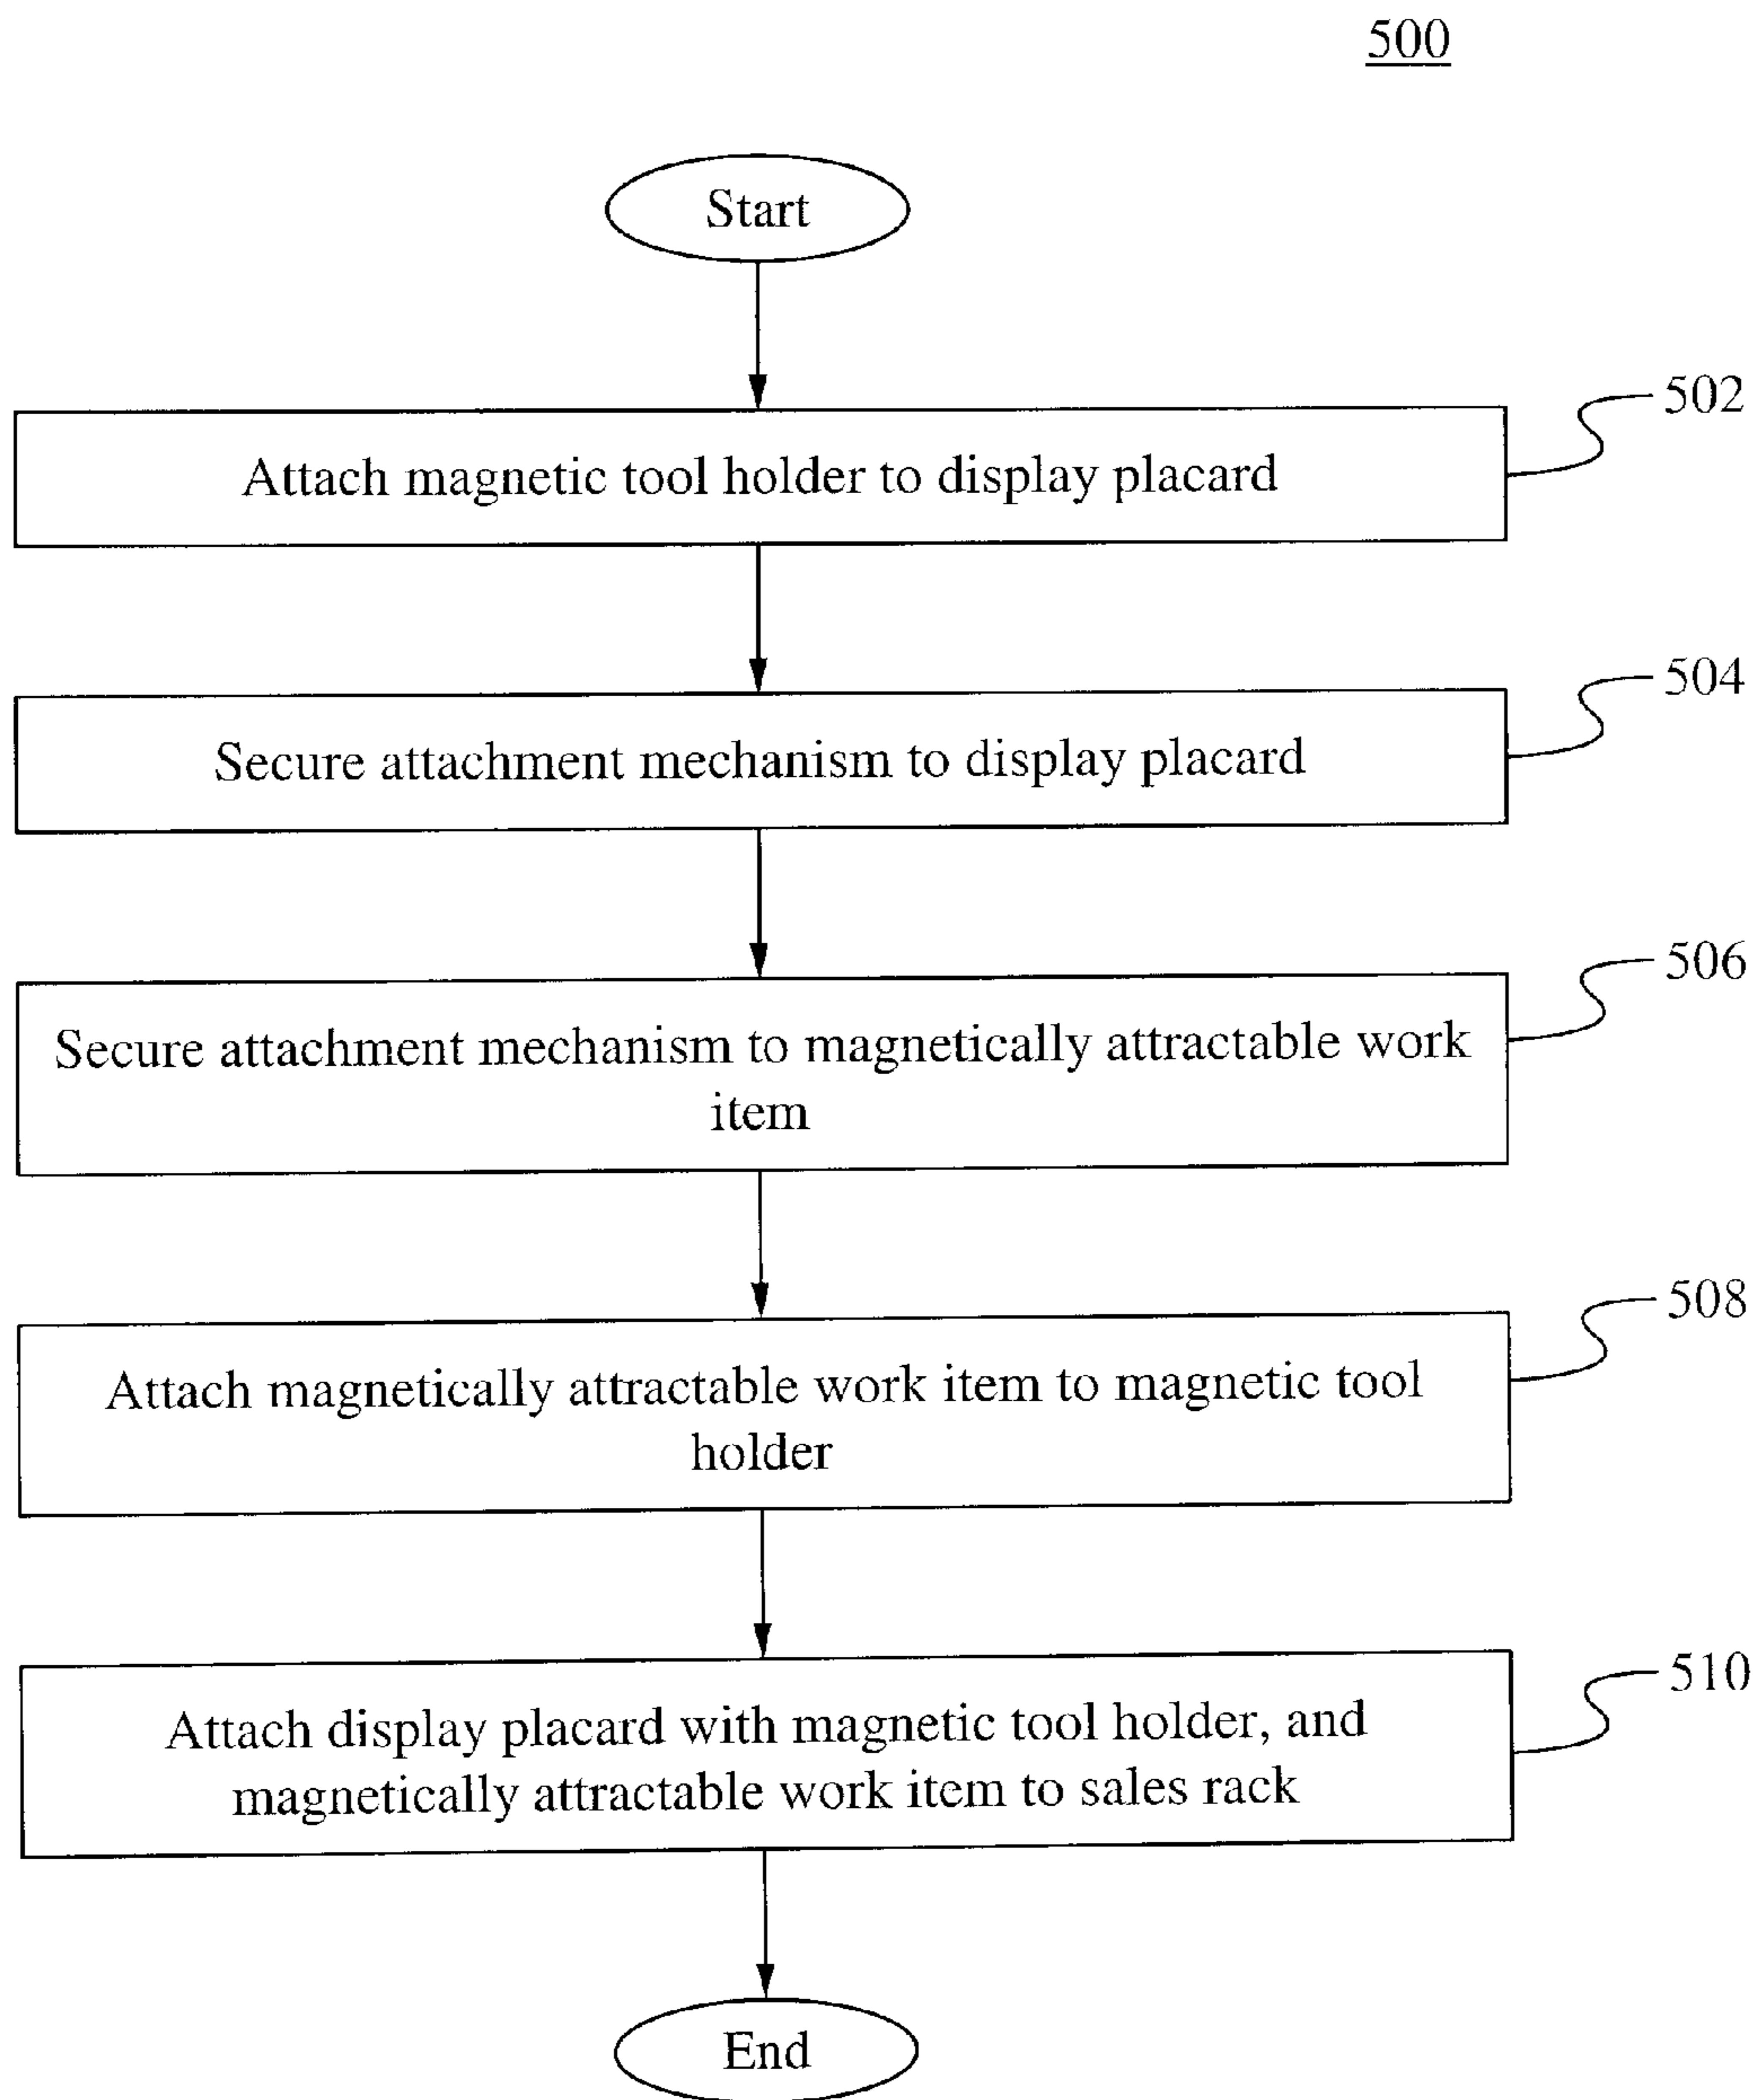 500
Start
502
Attach magnetic tool holder to display placard
504
Secure attachment mechanism to display placard
506
Secure attachment mechanism to magnetically attractable work
item
508
Attach magnetically attractable work item to magnetic tool
holder
510
Attach display placard with magnetic tool holder, and
magnetically attractable work item to sales rack
End